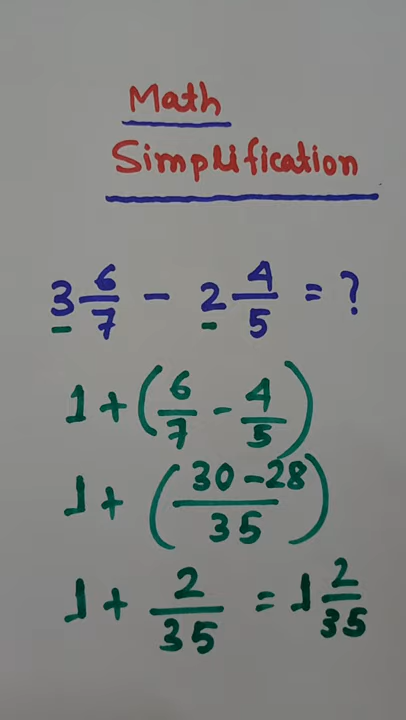 Math
Simplification
3 6/7 - 2 4/5 = ?
1 + (6/7 - 4/5)
1 + (30 - 28/35)
1 + 2/35 = 1 2/35